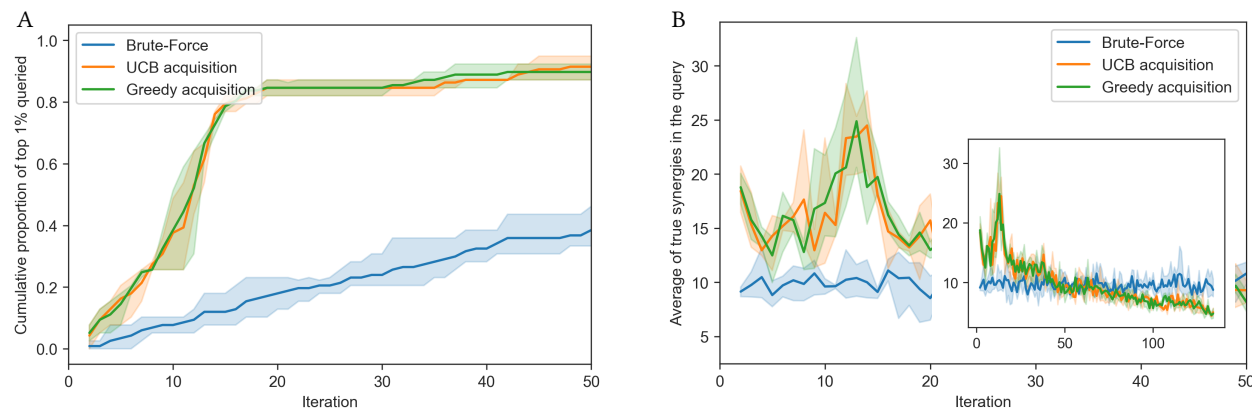 A
Cumulative proportion of top 1% queried
1.0
0.8
0.6
0.4
0.2
0.0
Brute-Force
UCB acquisition
Greedy acquisition
0
10
20
30
40
50
Iteration
B
Average of true synergies in the query
30
25
20
15
10
5
Brute-Force
UCB acquisition
Greedy acquisition
30
20
10
0
50
100
0
10
20
30
40
50
Iteration